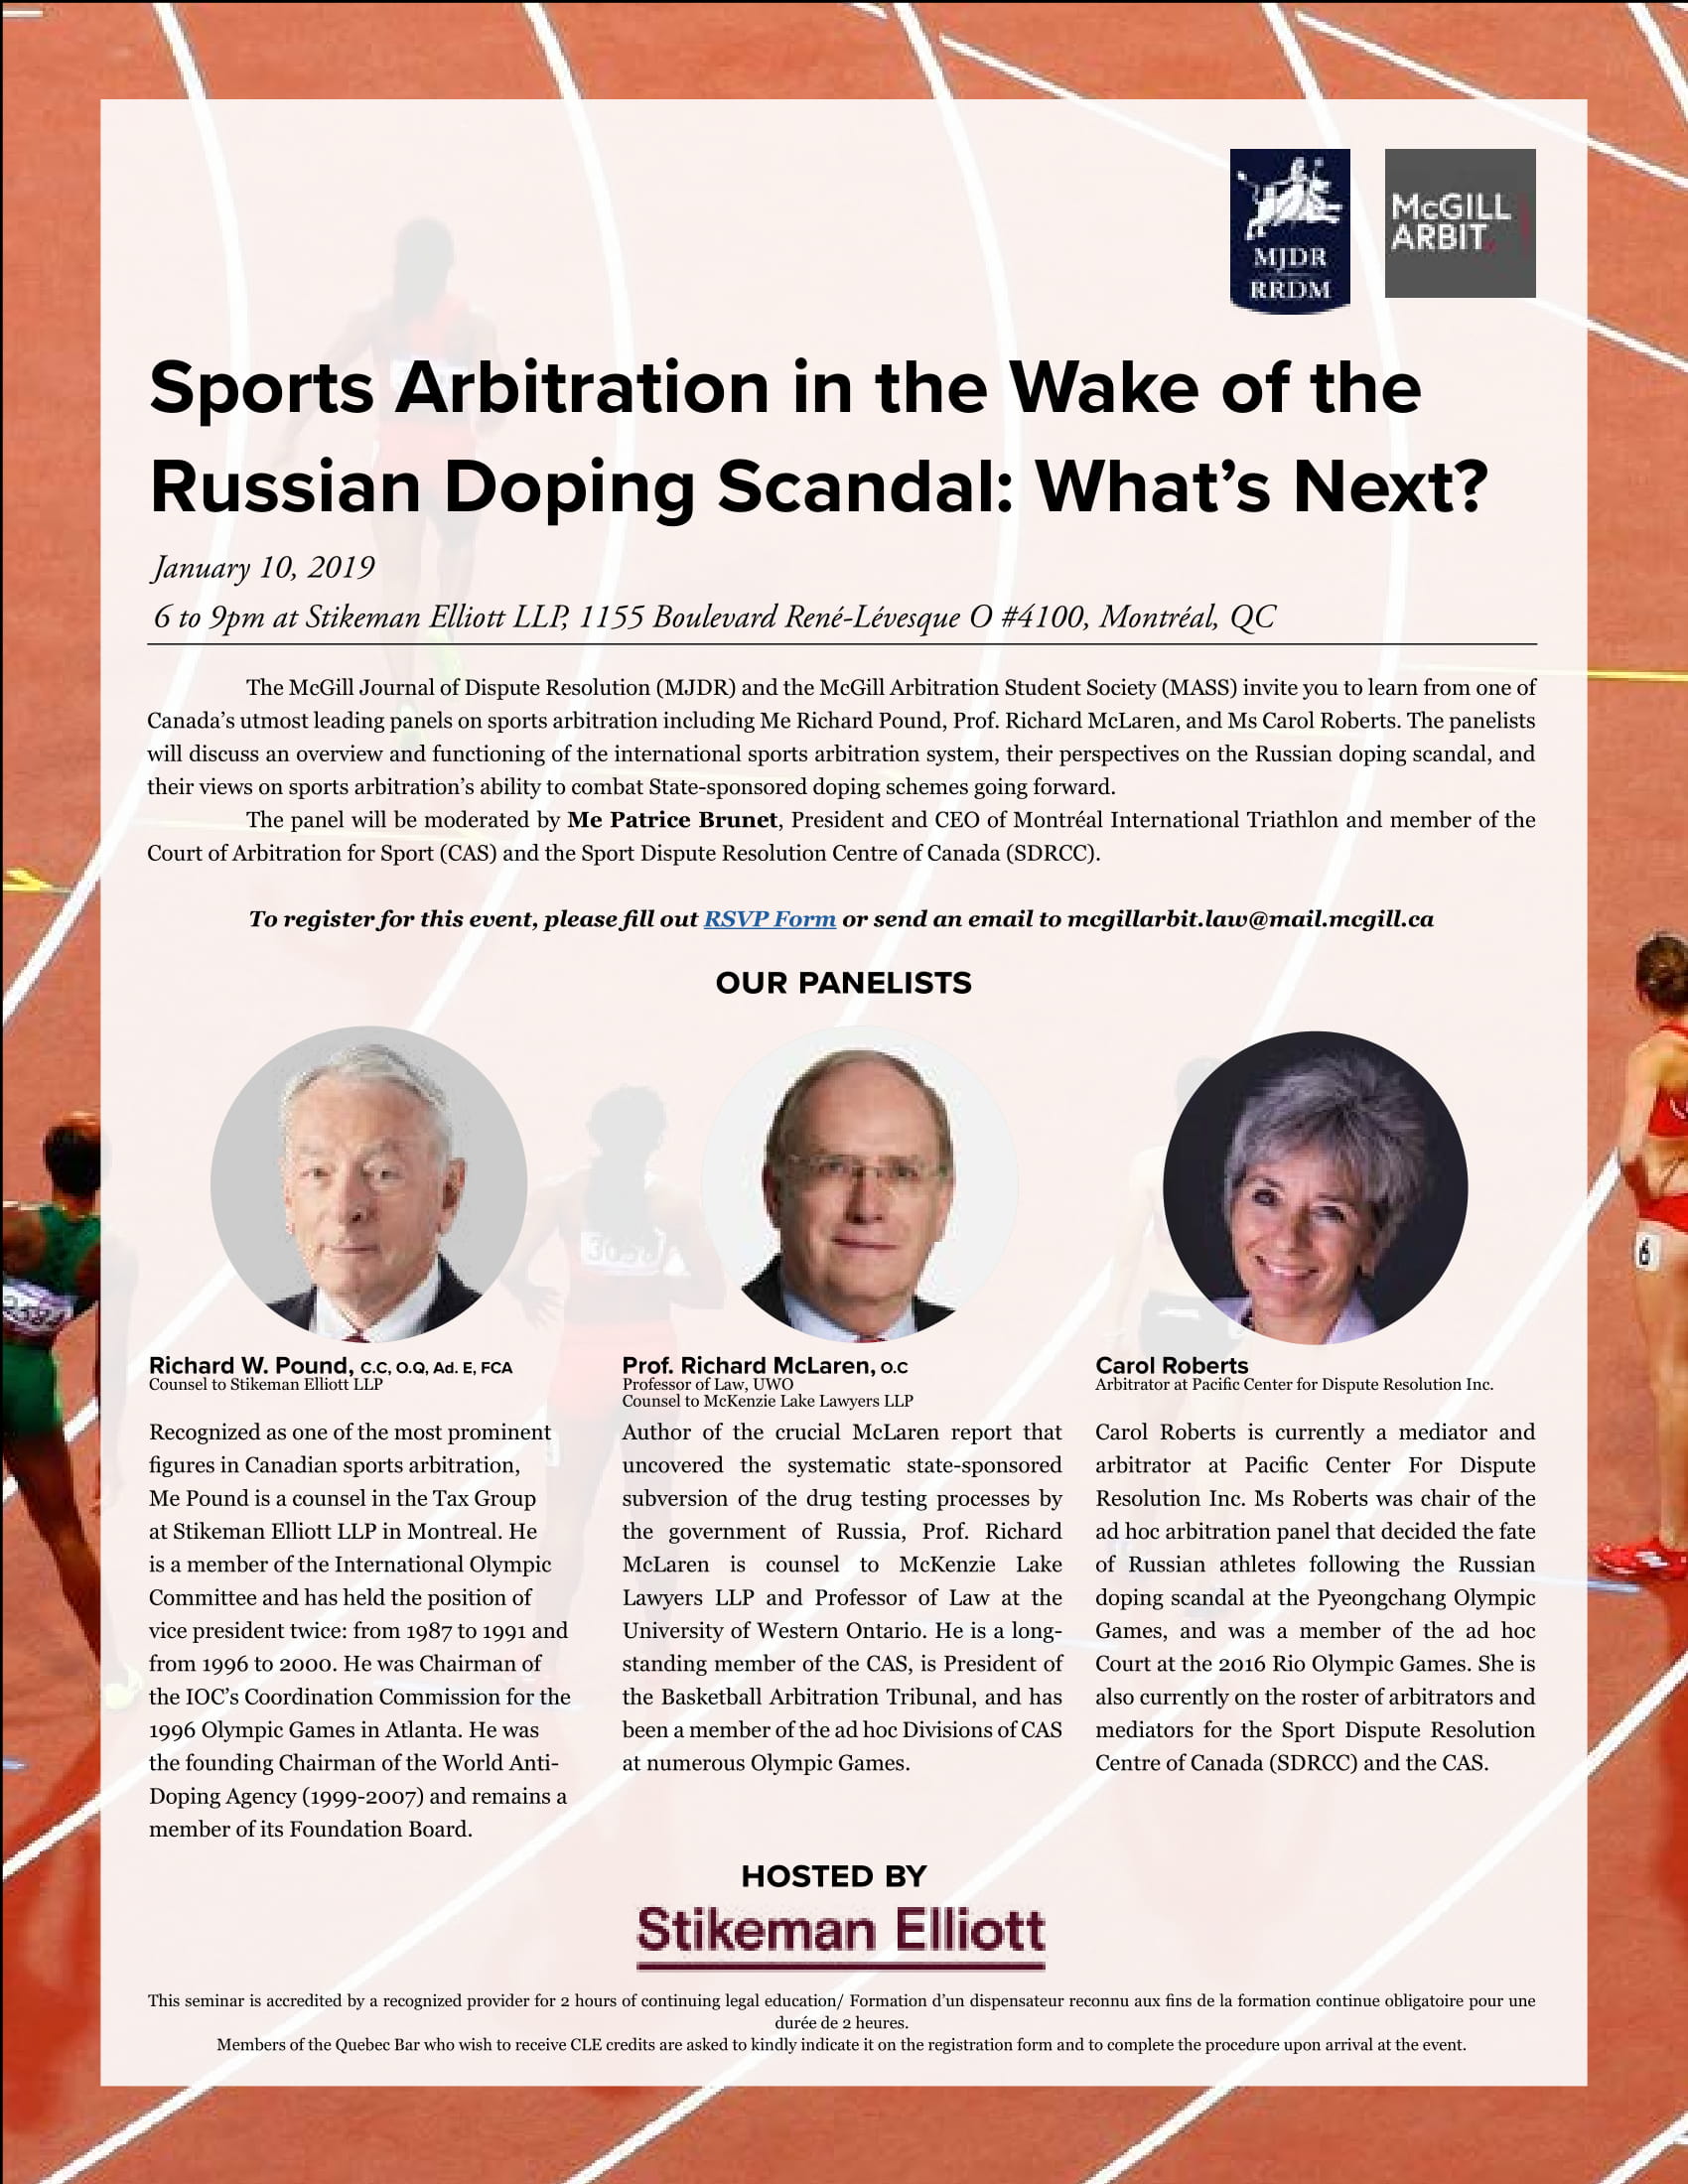 MJDR
RRDM
McGILL
ARBIT
Sports Arbitration in the Wake of the
Russian Doping Scandal: What’s Next?
January 10, 2019
6 to 9pm at Stikeman Elliott LLP, 1155 Boulevard René-Lévesque O #4100, Montréal, QC
The McGill Journal of Dispute Resolution (MJDR) and the McGill Arbitration Student Society (MASS) invite you to learn from one of
Canada’s utmost leading panels on sports arbitration including Me Richard Pound, Prof. Richard McLaren, and Ms Carol Roberts. The panelists
will discuss an overview and functioning of the international sports arbitration system, their perspectives on the Russian doping scandal, and
their views on sports arbitration’s ability to combat State-sponsored doping schemes going forward.
The panel will be moderated by Me Patrice Brunet, President and CEO of Montréal International Triathlon and member of the
Court of Arbitration for Sport (CAS) and the Sport Dispute Resolution Centre of Canada (SDRCC).
To register for this event, please fill out RSVP Form or send an email to mcgillarbit.law@mail.mcgill.ca
OUR PANELISTS
Richard W. Pound, C.C, O.Q, Ad. E, FCA
Counsel to Stikeman Elliott LLP
Recognized as one of the most prominent
figures in Canadian sports arbitration,
Me Pound is a counsel in the Tax Group
at Stikeman Elliott LLP in Montreal. He
is a member of the International Olympic
Committee and has held the position of
vice president twice: from 1987 to 1991 and
from 1996 to 2000. He was Chairman of
the IOC’s Coordination Commission for the
1996 Olympic Games in Atlanta. He was
the founding Chairman of the World Anti-
Doping Agency (1999-2007) and remains a
member of its Foundation Board.
Prof. Richard McLaren, O.C
Professor of Law, UWO
Counsel to McKenzie Lake Lawyers LLP
Author of the crucial McLaren report that
uncovered the systematic state-sponsored
subversion of the drug testing processes by
the government of Russia, Prof. Richard
McLaren is counsel to McKenzie Lake
Lawyers LLP and Professor of Law at the
University of Western Ontario. He is a long-
standing member of the CAS, is President of
the Basketball Arbitration Tribunal, and has
been a member of the ad hoc Divisions of CAS
at numerous Olympic Games.
Carol Roberts
Arbitrator at Pacific Center for Dispute Resolution Inc.
Carol Roberts is currently a mediator and
arbitrator at Pacific Center For Dispute
Resolution Inc. Ms Roberts was chair of the
ad hoc arbitration panel that decided the fate
of Russian athletes following the Russian
doping scandal at the Pyeongchang Olympic
Games, and was a member of the ad hoc
Court at the 2016 Rio Olympic Games. She is
also currently on the roster of arbitrators and
mediators for the Sport Dispute Resolution
Centre of Canada (SDRCC) and the CAS.
6
HOSTED BY
Stikeman Elliott
This seminar is accredited by a recognized provider for 2 hours of continuing legal education/ Formation d’un dispensateur reconnu aux fins de la formation continue obligatoire pour une
durée de 2 heures.
Members of the Quebec Bar who wish to receive CLE credits are asked to kindly indicate it on the registration form and to complete the procedure upon arrival at the event.